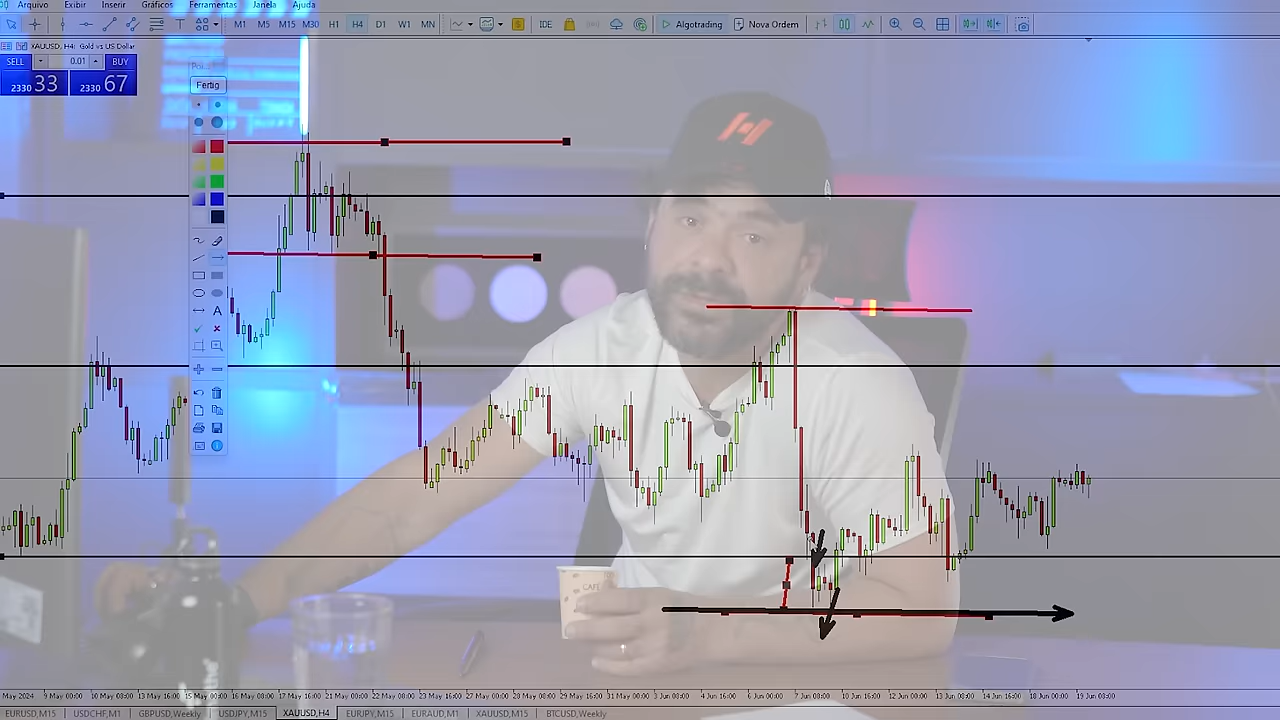 Arquivo Exibir Inserir Gráficos Ferramentas Janela Ajuda
T M1 M5 M15 M30 H1 H4 D1 W1 MN IDE Algotrading Nova Ordem
XAUUSD, H4: Gold vs US Dollar
SELL 0.01 BUY
2330 33 2330 67
Fertig
A
CAFÉ
May 2024 9 May 00:00 10 May 08:00 13 May 16:00 15 May 00:00 16 May 08:00 17 May 16:00 21 May 00:00 22 May 08:00 23 May 16:00 27 May 00:00 28 May 08:00 29 May 16:00 31 May 00:00 3 Jun 08:00 4 Jun 16:00 6 Jun 00:00 7 Jun 08:00 10 Jun 16:00 12 Jun 00:00 13 Jun 08:00 14 Jun 16:00 18 Jun 00:00 19 Jun 08:00
EURUSD,M15 USDCHF,M1 GBPUSD,Weekly USDJPY,M15 XAUUSD,H4 EURJPY,M15 EURAUD,M1 XAUUSD,M15 BTCUSD,Weekly